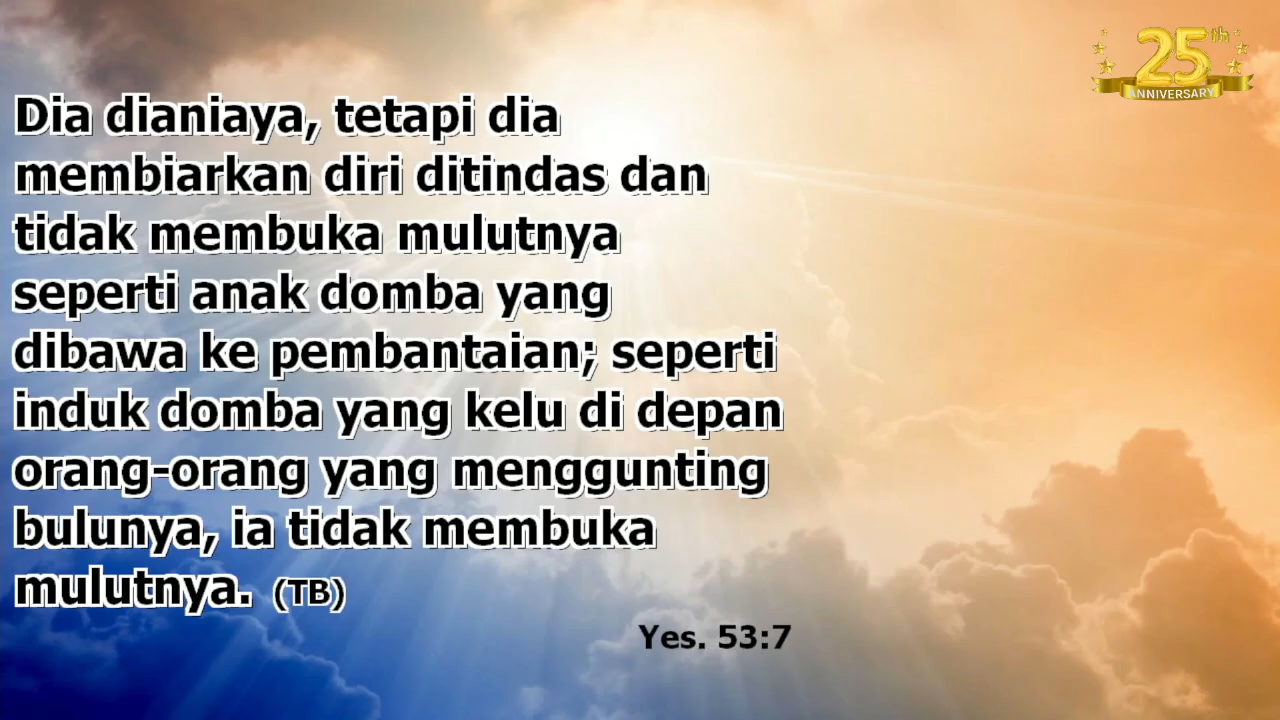 25th
ANNIVERSARY
Dia dianiaya, tetapi dia
membiarkan diri ditindas dan
tidak membuka mulutnya
seperti anak domba yang
dibawa ke pembantaian; seperti
induk domba yang kelu di depan
orang-orang yang menggunting
bulunya, ia tidak membuka
mulutnya. (TB)
Yes. 53:7